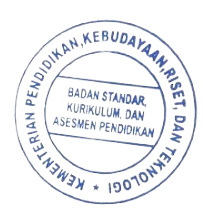 KEMENTERIAN PENDIDIKAN, KEBUDAYAAN, RISET, DAN TEKNOLOGI *
BADAN STANDAR,
KURIKULUM, DAN
ASESMEN PENDIDIKAN